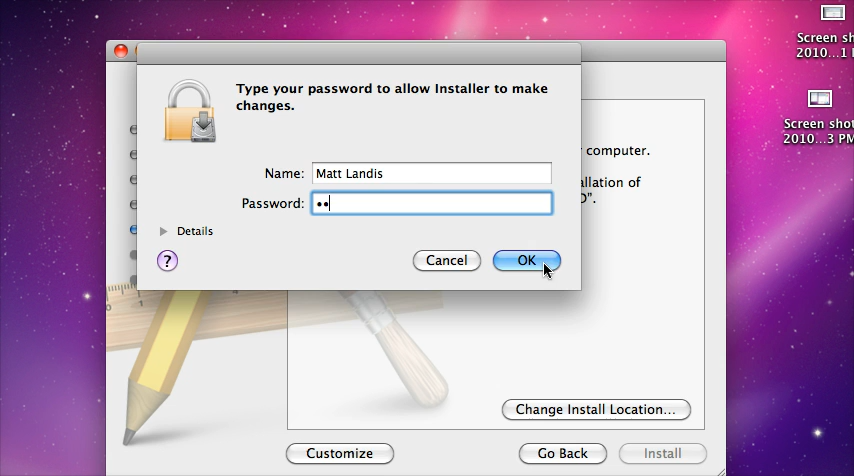 Screen sh
2010...1
Type your password to allow Installer to make
changes.
Screen shot
2010...3 PM
computer.
Name: Matt Landis
allation of
Password: ••
Details
?
Cancel
OK
Change Install Location...
Customize
Go Back
Install